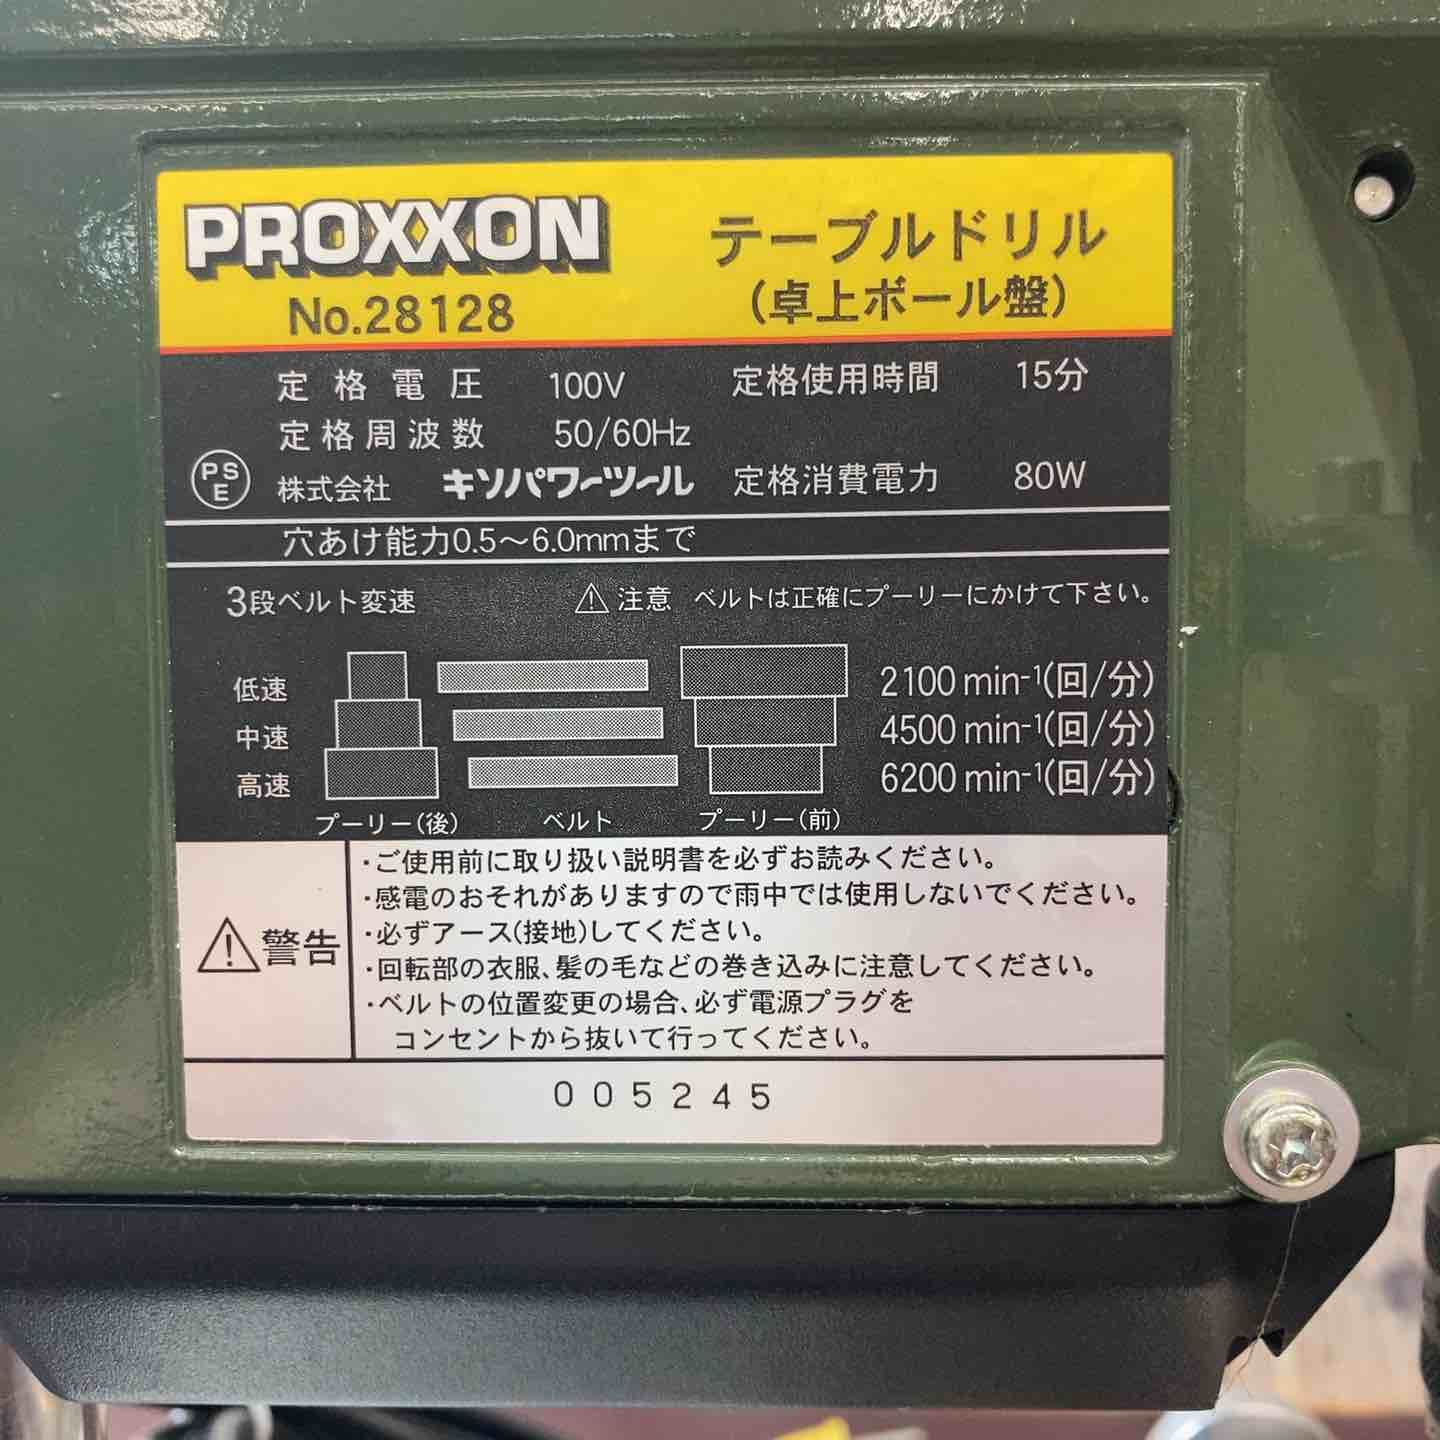 PROXXON
テーブルドリル
No.28128
(卓上ボール盤)
定格電圧 100V 定格使用時間 15分
定格周波数 50/60Hz
PSE 株式会社 キソパワーツール 定格消費電力 80W
穴あけ能力0.5〜6.0mmまで
3段ベルト変速 ⚠ 注意 ベルトは正確にプーリーにかけて下さい。
低速 2100 min⁻¹(回/分)
中速 4500 min⁻¹(回/分)
高速 6200 min⁻¹(回/分)
プーリー(後) ベルト プーリー(前)
⚠警告
・ご使用前に取り扱い説明書を必ずお読みください。
・感電のおそれがありますので雨中では使用しないでください。
・必ずアース(接地)してください。
・回転部の衣服、髪の毛などの巻き込みに注意してください。
・ベルトの位置変更の場合、必ず電源プラグを
コンセントから抜いて行ってください。
005245